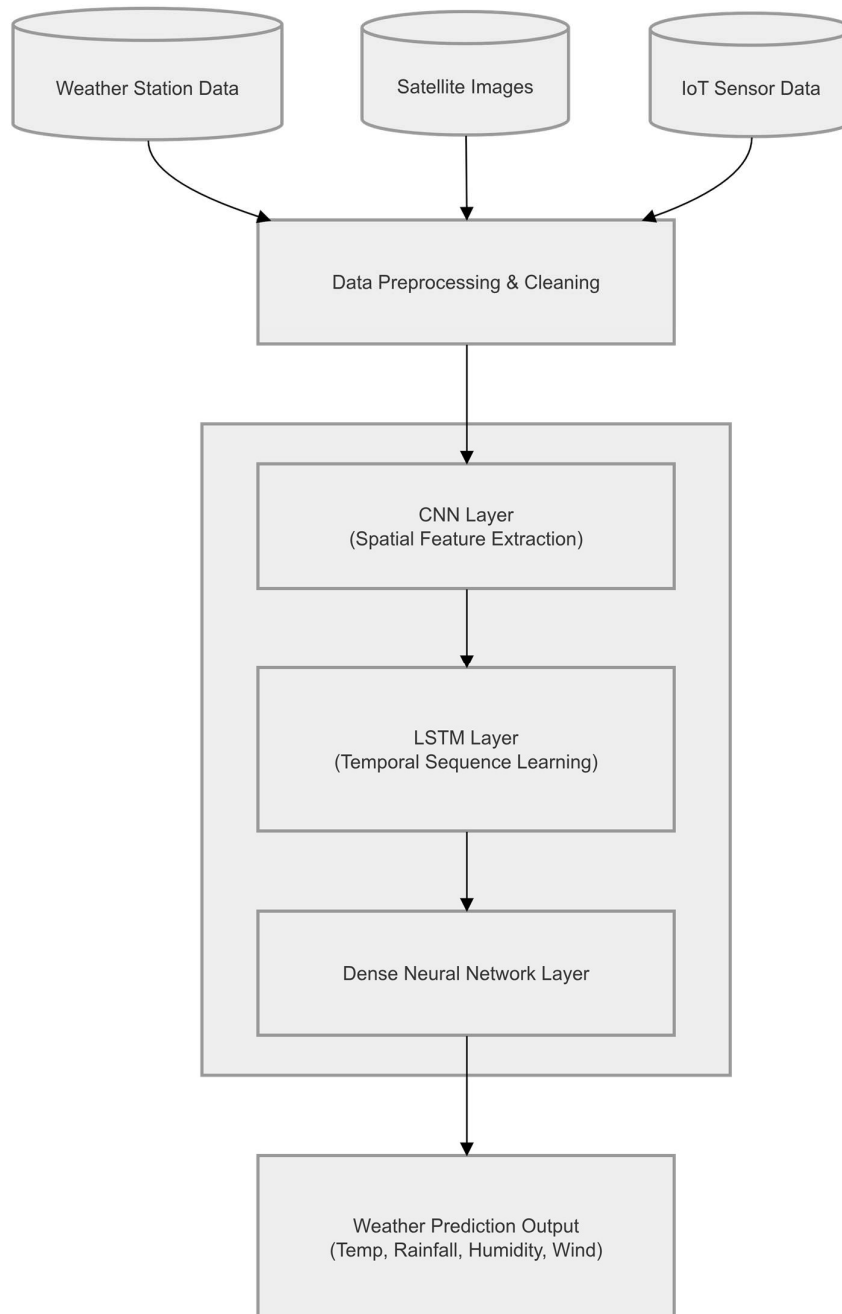 Weather Station Data
Satellite Images
IoT Sensor Data
Data Preprocessing & Cleaning
CNN Layer
(Spatial Feature Extraction)
LSTM Layer
(Temporal Sequence Learning)
Dense Neural Network Layer
Weather Prediction Output
(Temp, Rainfall, Humidity, Wind)